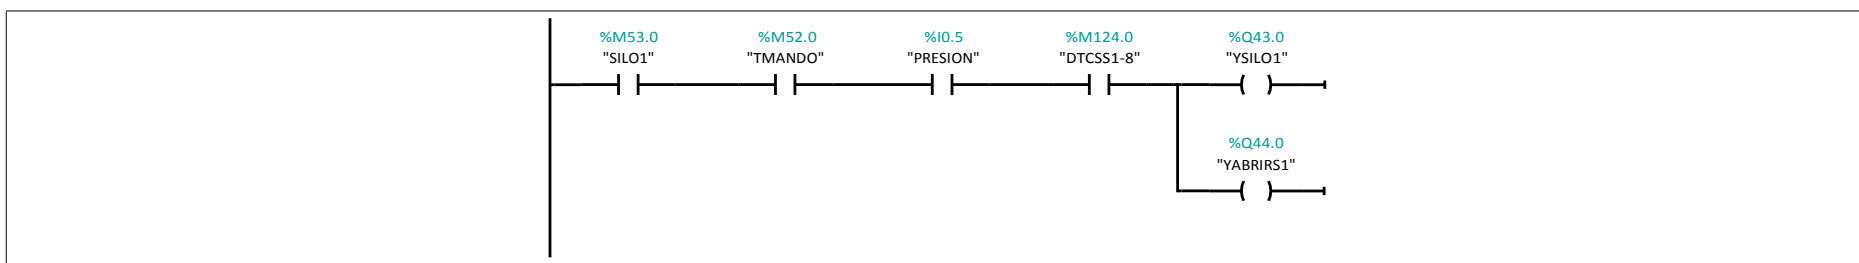 %M53.0 %M52.0 %I0.5 %M124.0 %Q43.0
"SILO1" "TMANDO" "PRESION" "DTCSS1-8" "YSILO1"
%Q44.0
"YABRIRS1"